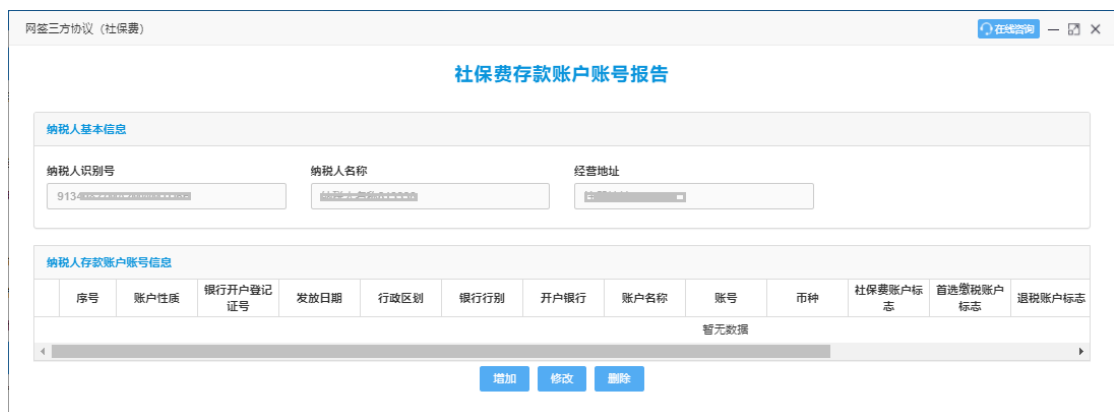 网签三方协议（社保费）
在线咨询
社保费存款账户账号报告
纳税人基本信息
纳税人识别号 纳税人名称 经营地址
纳税人存款账户账号信息
序号 账户性质 银行开户登记证号 发放日期 行政区划 银行行别 开户银行 账户名称 账号 币种 社保费账户标志 首选缴税账户标志 退税账户标志
暂无数据
增加 修改 删除